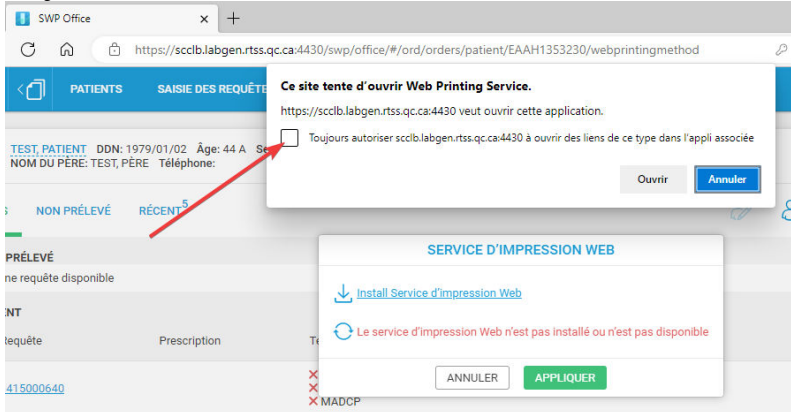 SWP Office
https://scclb.labgen.rtss.qc.ca:4430/swp/office/#/ord/orders/patient/EAAH1353230/webprintingmethod
PATIENTS SAISIE DES REQUÊTE
Ce site tente d'ouvrir Web Printing Service.
https://scclb.labgen.rtss.qc.ca:4430 veut ouvrir cette application.
Toujours autoriser scclb.labgen.rtss.qc.ca:4430 à ouvrir des liens de ce type dans l'appli associée
Ouvrir Annuler
TEST, PATIENT DDN: 1979/01/02 Âge: 44 A Se
NOM DU PÈRE: TEST, PÈRE Téléphone:
S NON PRÉLEVÉ RÉCENT 5
PRÉLEVÉ
ne requête disponible
ENT
Requête Prescription Te
415000640
MADCP
SERVICE D'IMPRESSION WEB
Install Service d'impression Web
Le service d'impression Web n'est pas installé ou n'est pas disponible
ANNULER APPLIQUER